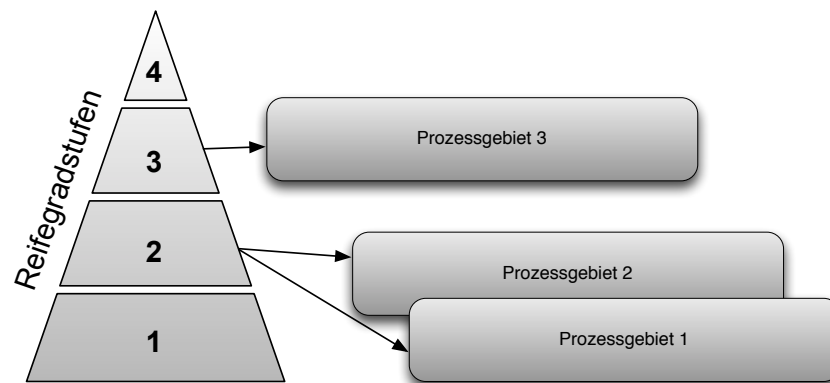 Reifegradstufen
4
3
Prozessgebiet 3
2
Prozessgebiet 2
1
Prozessgebiet 1